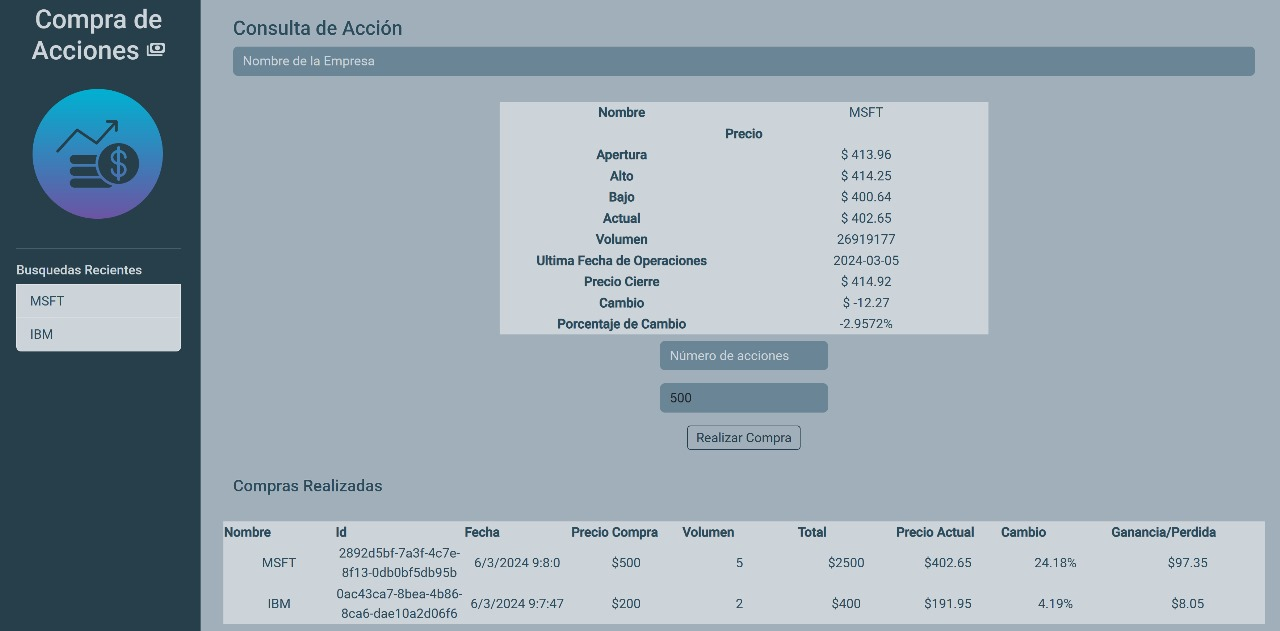 Compra de
Acciones
Busquedas Recientes
MSFT
IBM
Consulta de Acción
Nombre de la Empresa
Nombre MSFT
Precio
Apertura $ 413.96
Alto $ 414.25
Bajo $ 400.64
Actual $ 402.65
Volumen 26919177
Ultima Fecha de Operaciones 2024-03-05
Precio Cierre $ 414.92
Cambio $ -12.27
Porcentaje de Cambio -2.9572%
Número de acciones
500
Realizar Compra
Compras Realizadas
Nombre Id Fecha Precio Compra Volumen Total Precio Actual Cambio Ganancia/Perdida
MSFT 2892d5bf-7a3f-4c7e-8f13-0db0bf5db95b 6/3/2024 9:8:0 $500 5 $2500 $402.65 24.18% $97.35
IBM 0ac43ca7-8bea-4b86-8ca6-dae10a2d06f6 6/3/2024 9:7:47 $200 2 $400 $191.95 4.19% $8.05